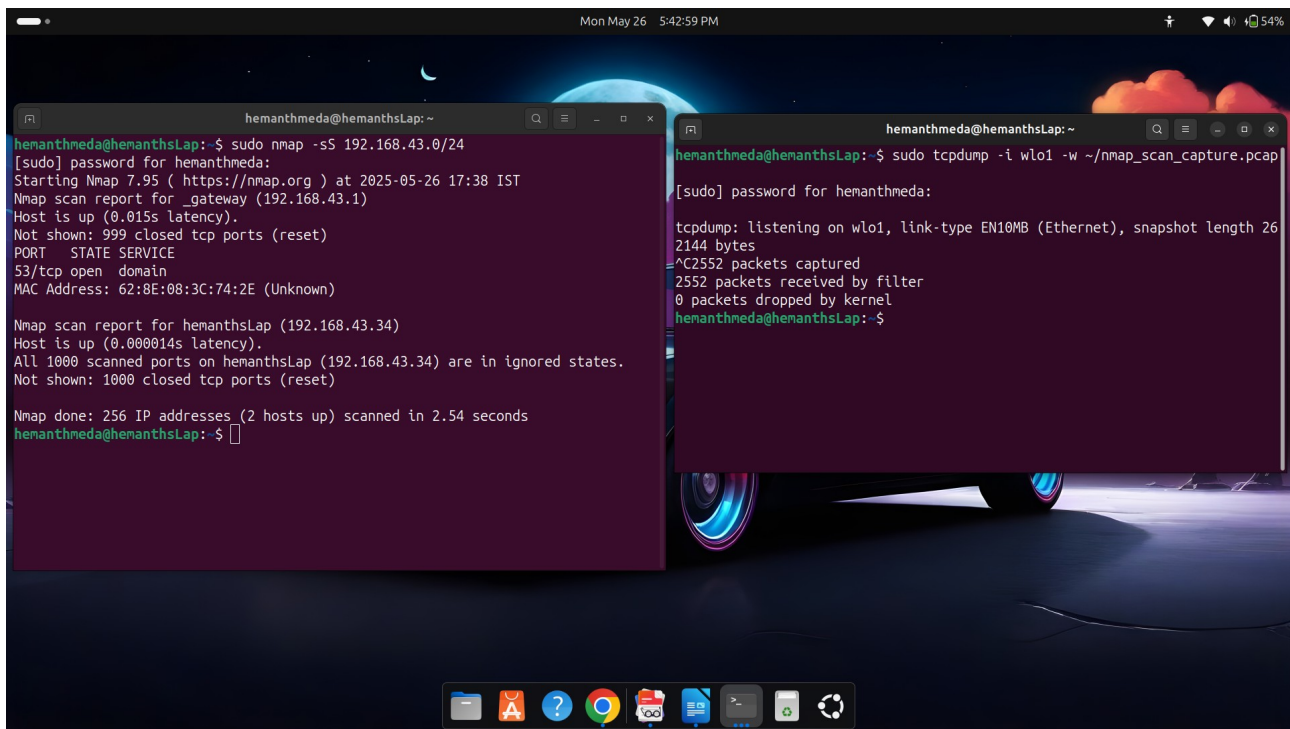 Mon May 26 5:42:59 PM
54%
hemanthmeda@hemanthsLap: ~
hemanthmeda@hemanthsLap:~$ sudo nmap -sS 192.168.43.0/24
[sudo] password for hemanthmeda:
Starting Nmap 7.95 ( https://nmap.org ) at 2025-05-26 17:38 IST
Nmap scan report for _gateway (192.168.43.1)
Host is up (0.015s latency).
Not shown: 999 closed tcp ports (reset)
PORT   STATE SERVICE
53/tcp open  domain
MAC Address: 62:8E:08:3C:74:2E (Unknown)
Nmap scan report for hemanthsLap (192.168.43.34)
Host is up (0.000014s latency).
All 1000 scanned ports on hemanthsLap (192.168.43.34) are in ignored states.
Not shown: 1000 closed tcp ports (reset)
Nmap done: 256 IP addresses (2 hosts up) scanned in 2.54 seconds
hemanthmeda@hemanthsLap:~$
hemanthmeda@hemanthsLap: ~
hemanthmeda@hemanthsLap:~$ sudo tcpdump -i wlo1 -w ~/nmap_scan_capture.pcap
[sudo] password for hemanthmeda:
tcpdump: listening on wlo1, link-type EN10MB (Ethernet), snapshot length 26
2144 bytes
^C2552 packets captured
2552 packets received by filter
0 packets dropped by kernel
hemanthmeda@hemanthsLap:~$